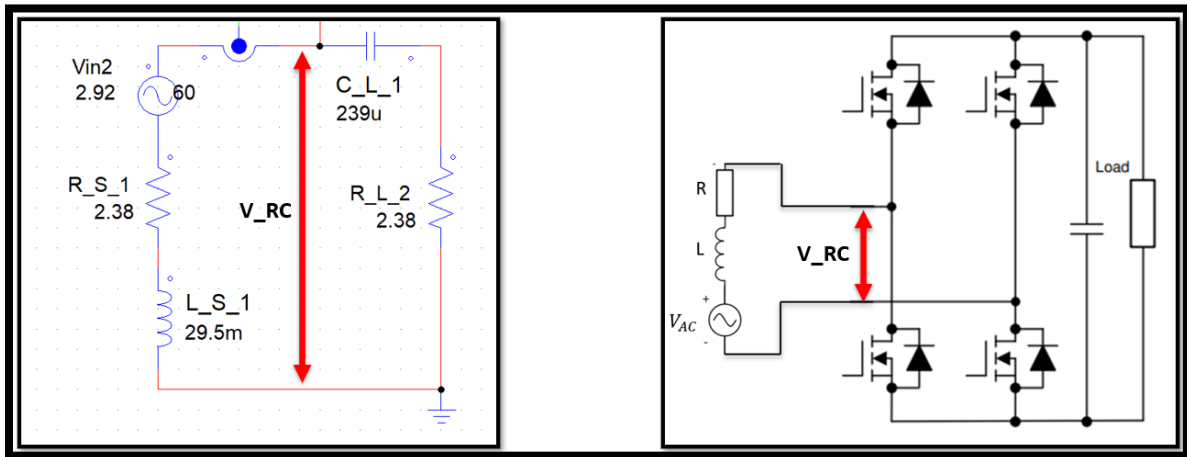 Vin2
2.92
60
C_L_1
239u
R_S_1
2.38
V_RC
R_L_2
2.38
L_S_1
29.5m
Load
R
L
V_RC
+
V_AC
-